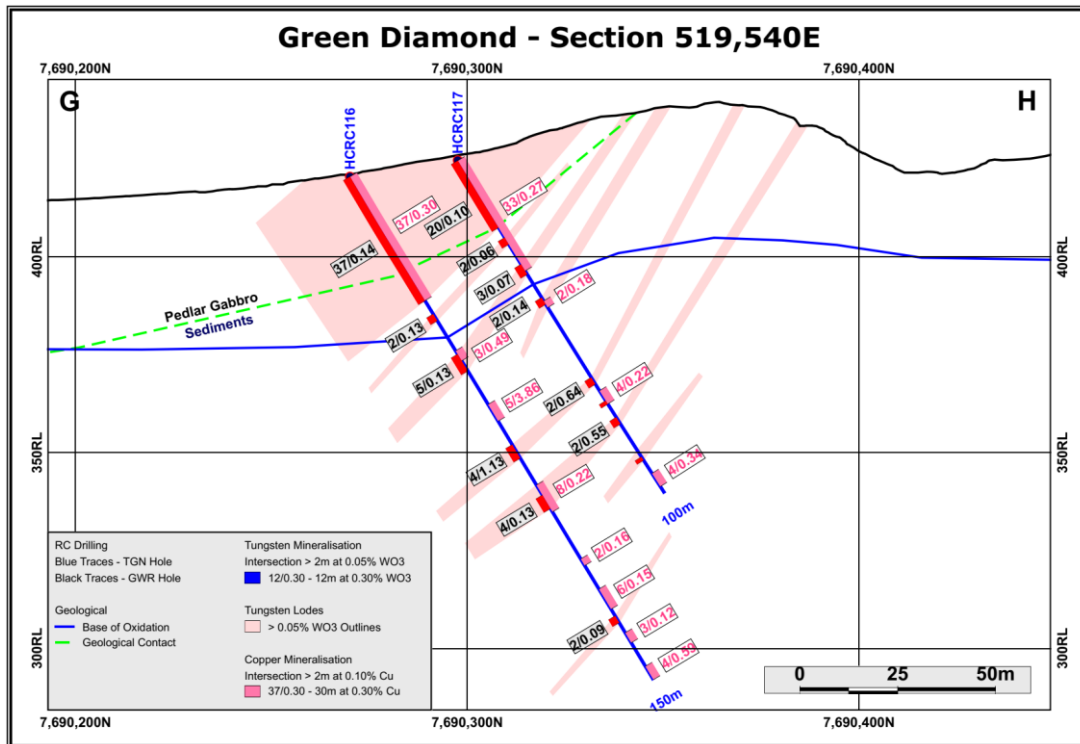 Green Diamond - Section 519,540E
7,690,200N
7,690,300N
7,690,400N
G
H
HCRC116
HCRC117
400RL
350RL
300RL
400RL
350RL
300RL
37/0.30
37/0.14
33/0.27
20/0.10
2/0.06
3/0.07
2/0.14
2/0.18
2/0.13
3/0.49
5/0.13
5/3.86
4/1.13
8/0.22
4/0.13
2/0.64
4/0.22
2/0.55
4/0.34
100m
2/0.16
6/0.15
2/0.09
3/0.12
4/0.59
150m
Pedlar Gabbro
Sediments
RC Drilling
Blue Traces - TGN Hole
Black Traces - GWR Hole
Geological
Base of Oxidation
Geological Contact
Tungsten Mineralisation
Intersection > 2m at 0.05% WO3
12/0.30 - 12m at 0.30% WO3
Tungsten Lodes
> 0.05% WO3 Outlines
Copper Mineralisation
Intersection > 2m at 0.10% Cu
37/0.30 - 30m at 0.30% Cu
0 25 50m
7,690,200N
7,690,300N
7,690,400N